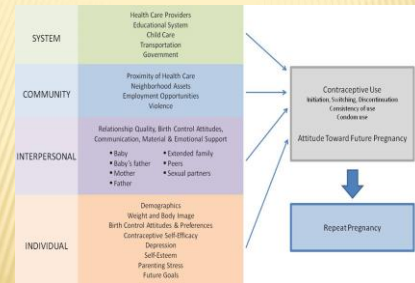 SYSTEM
Health Care Providers
Educational System
Child Care
Transportation
Government
COMMUNITY
Proximity of Health Care
Neighborhood Assets
Employment Opportunities
Violence
INTERPERSONAL
Relationship Quality, Birth Control Attitudes,
Communication, Material & Emotional Support
• Baby
• Baby's father
• Mother
• Father
• Extended family
• Peers
• Sexual partners
INDIVIDUAL
Demographics
Weight and Body Image
Birth Control Attitudes & Preferences
Contraceptive Self-Efficacy
Depression
Self-Esteem
Parenting Stress
Future Goals
Contraceptive Use
Initiation, Switching, Discontinuation
Consistency of use
Condom use
Attitude Toward Future Pregnancy
Repeat Pregnancy